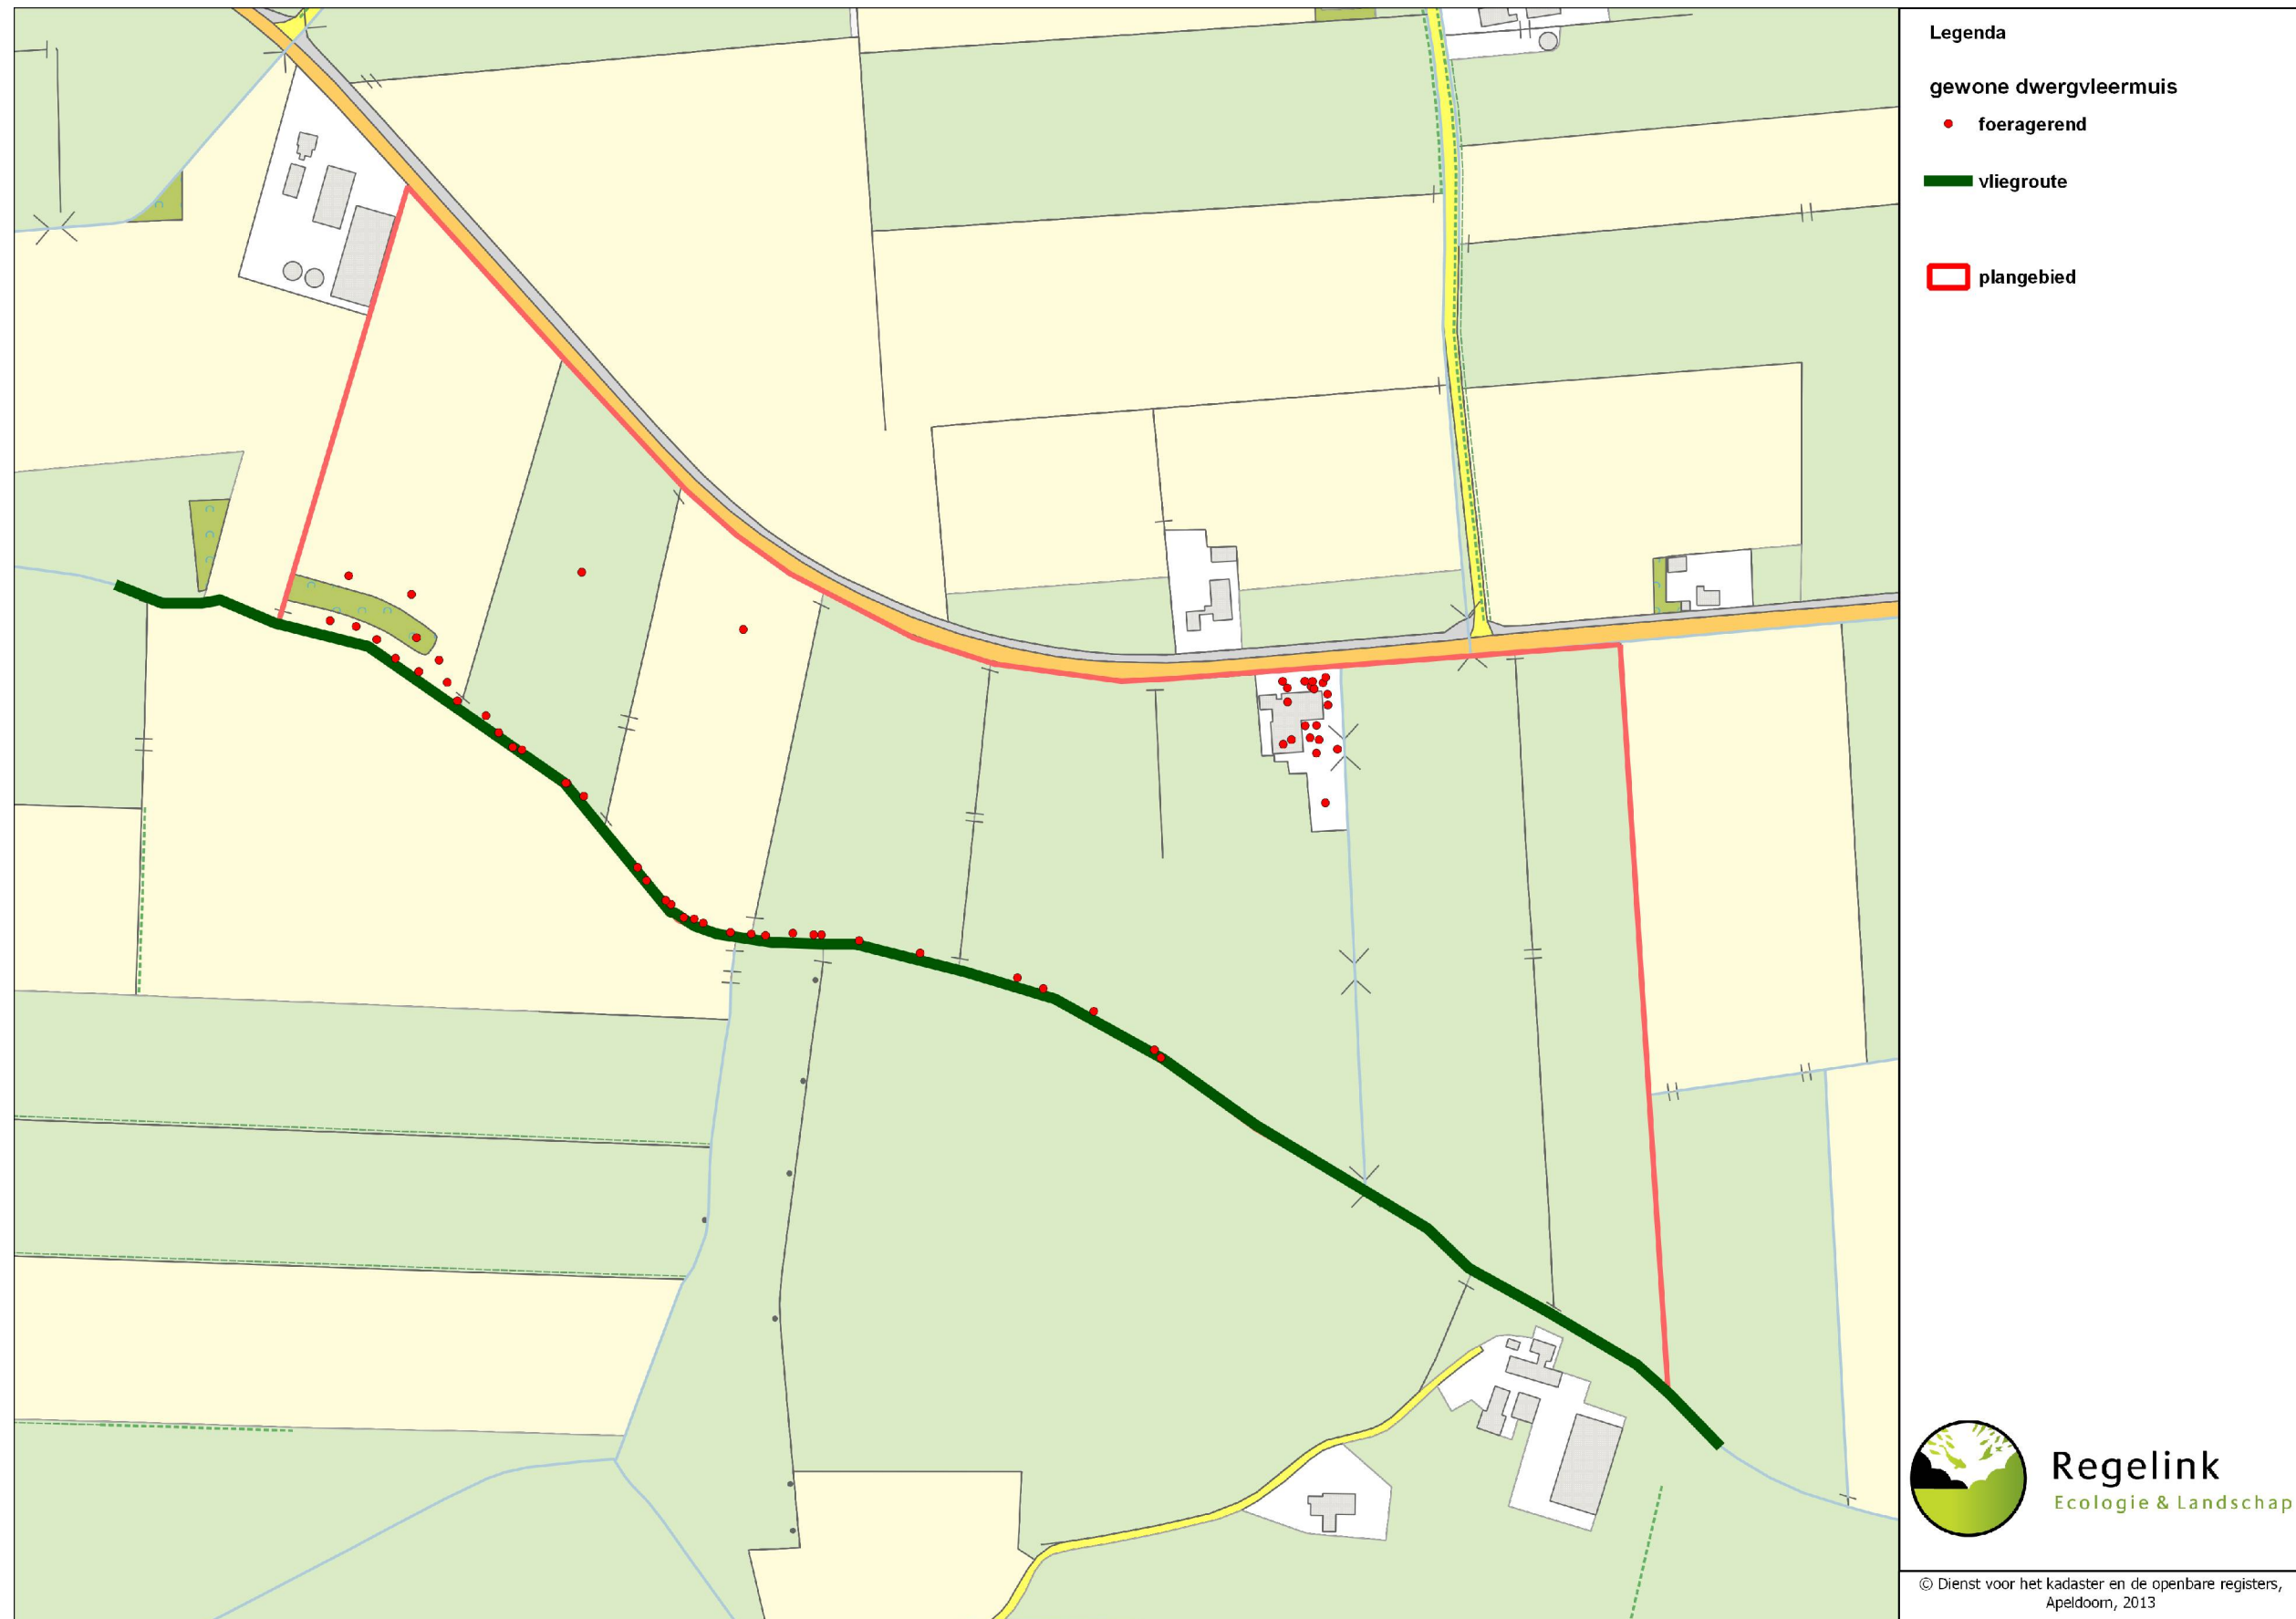 Legenda
gewone dwergvleermuis
foeragerend
vliegroute
plangebied
Regelink
Ecologie & Landschap
© Dienst voor het kadaster en de openbare registers,
Apeldoorn, 2013